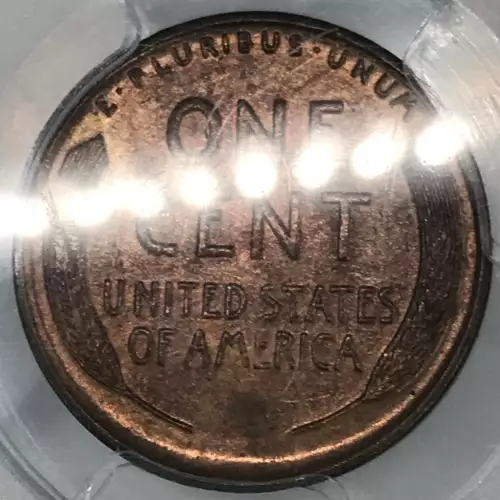 E·PLURIBUS·UNUM
ONE
CENT
UNITED STATES
OF AMERICA